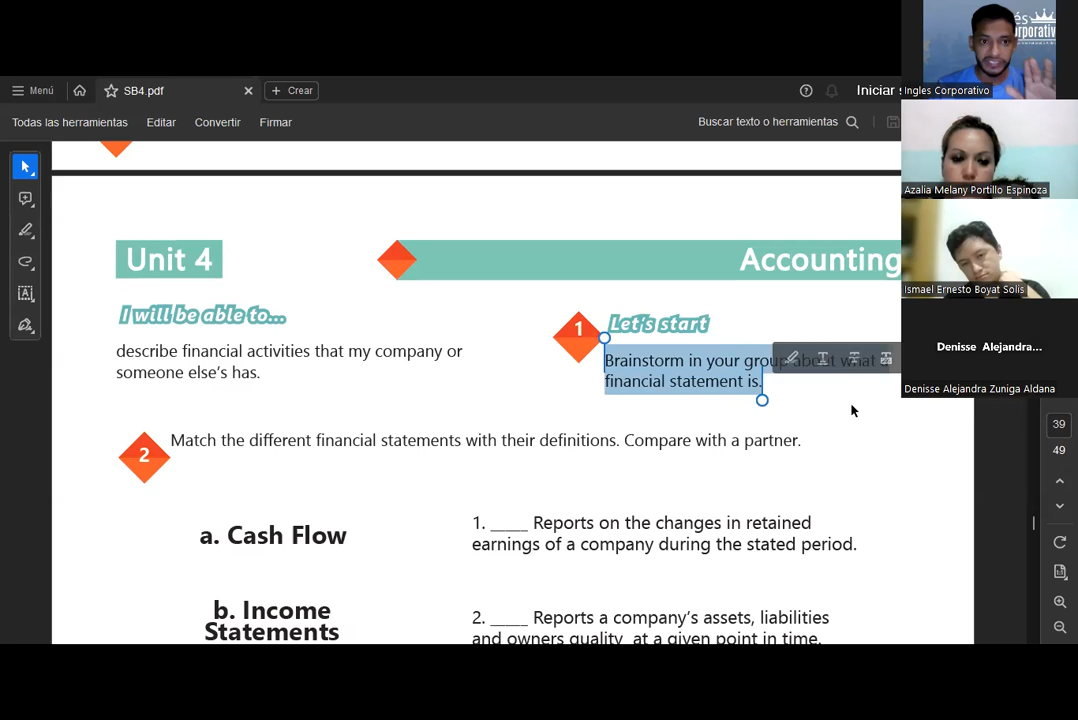 Menú
SB4.pdf
Crear
Iniciar
Todas las herramientas
Editar
Convertir
Firmar
Buscar texto o herramientas
Unit 4
Accounting
I will be able to...
describe financial activities that my company or
someone else's has.
1
Let's start
Brainstorm in your group about what a
financial statement is.
2
Match the different financial statements with their definitions. Compare with a partner.
a. Cash Flow
1. _____ Reports on the changes in retained
earnings of a company during the stated period.
b. Income
Statements
2. _____ Reports a company's assets, liabilities
and owners quality at a given point in time.
39
49
Ingles Corporativo
Azalia Melany Portillo Espinoza
Ismael Ernesto Boyat Solis
Denisse Alejandra...
Denisse Alejandra Zuniga Aldana